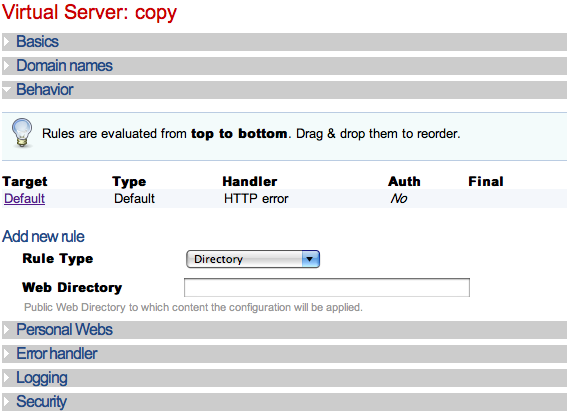 Virtual Server: copy
Basics
Domain names
Behavior
Rules are evaluated from top to bottom. Drag & drop them to reorder.
Target Type Handler Auth Final
Default Default HTTP error No
Add new rule
Rule Type Directory
Web Directory
Public Web Directory to which content the configuration will be applied.
Personal Webs
Error handler
Logging
Security